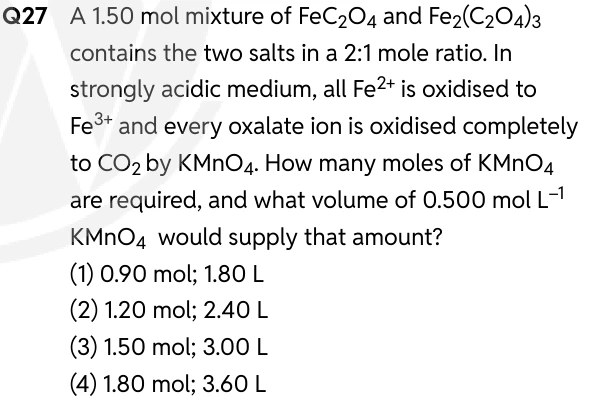 Q27 A 1.50 mol mixture of FeC₂O₄ and Fe₂(C₂O₄)₃
contains the two salts in a 2:1 mole ratio. In
strongly acidic medium, all Fe²⁺ is oxidised to
Fe³⁺ and every oxalate ion is oxidised completely
to CO₂ by KMnO₄. How many moles of KMnO₄
are required, and what volume of 0.500 mol L⁻¹
KMnO₄ would supply that amount?
(1) 0.90 mol; 1.80 L
(2) 1.20 mol; 2.40 L
(3) 1.50 mol; 3.00 L
(4) 1.80 mol; 3.60 L